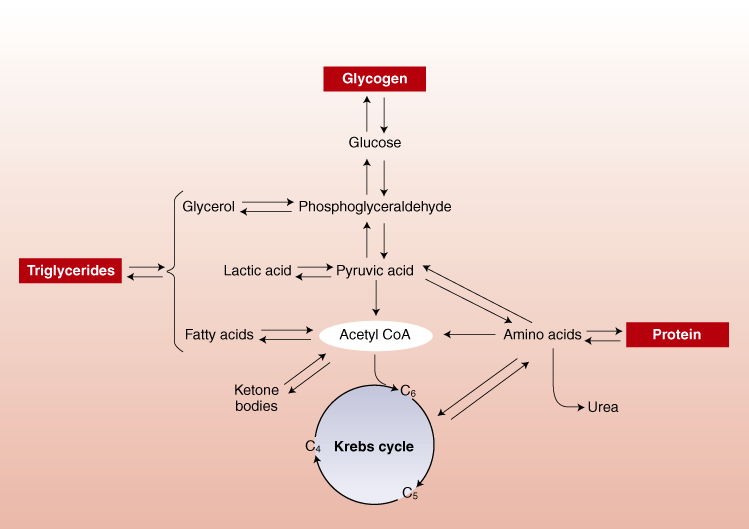 Glycogen
Glucose
Glycerol
Phosphoglyceraldehyde
Triglycerides
Lactic acid
Pyruvic acid
Fatty acids
Acetyl CoA
Amino acids
Protein
Ketone
bodies
C6
Urea
C4
Krebs cycle
C5